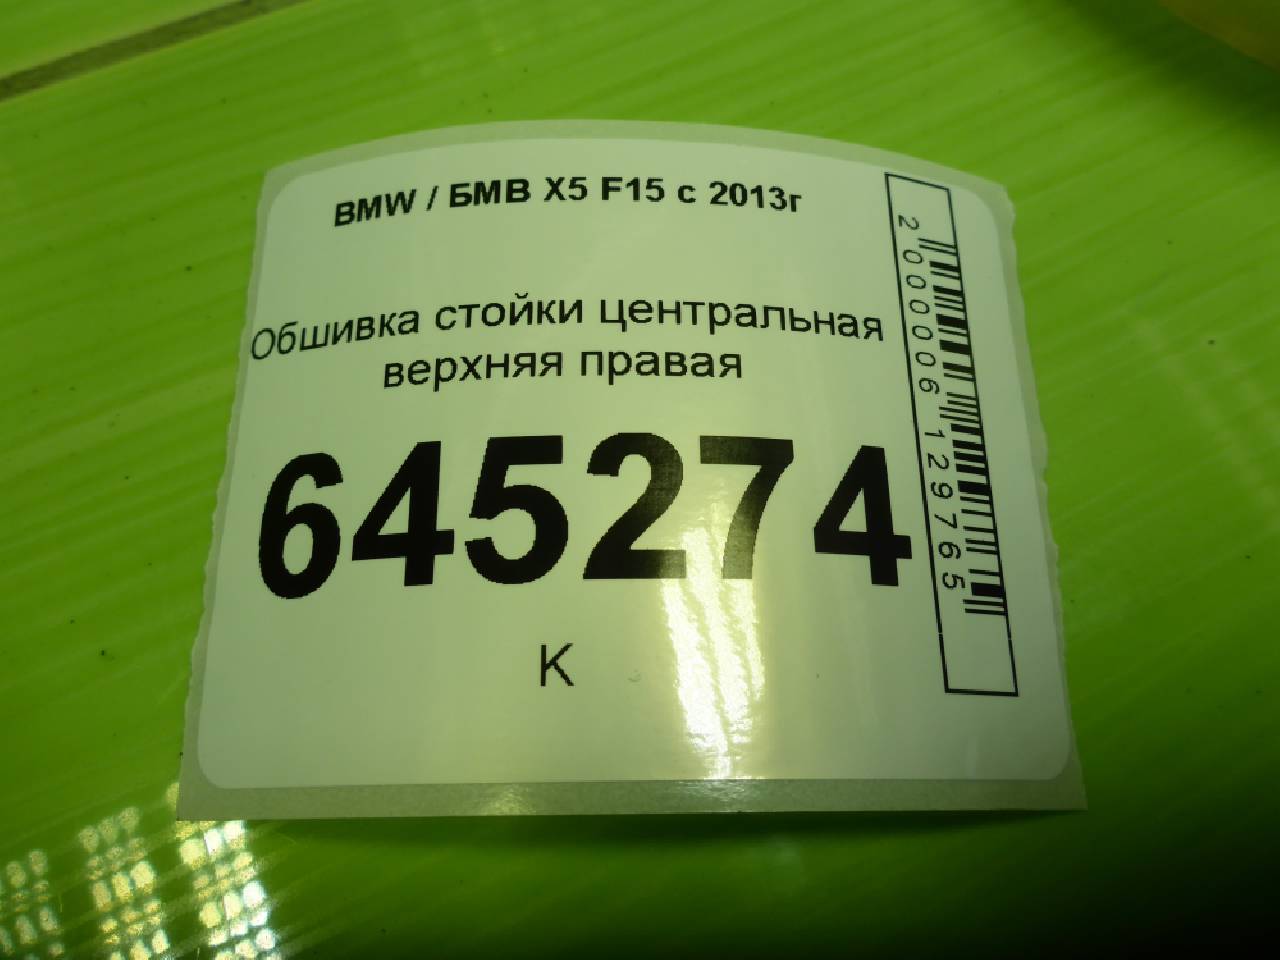 BMW / БМВ X5 F15 с 2013г
Обшивка стойки центральная
верхняя правая
645274
К
2000006129765